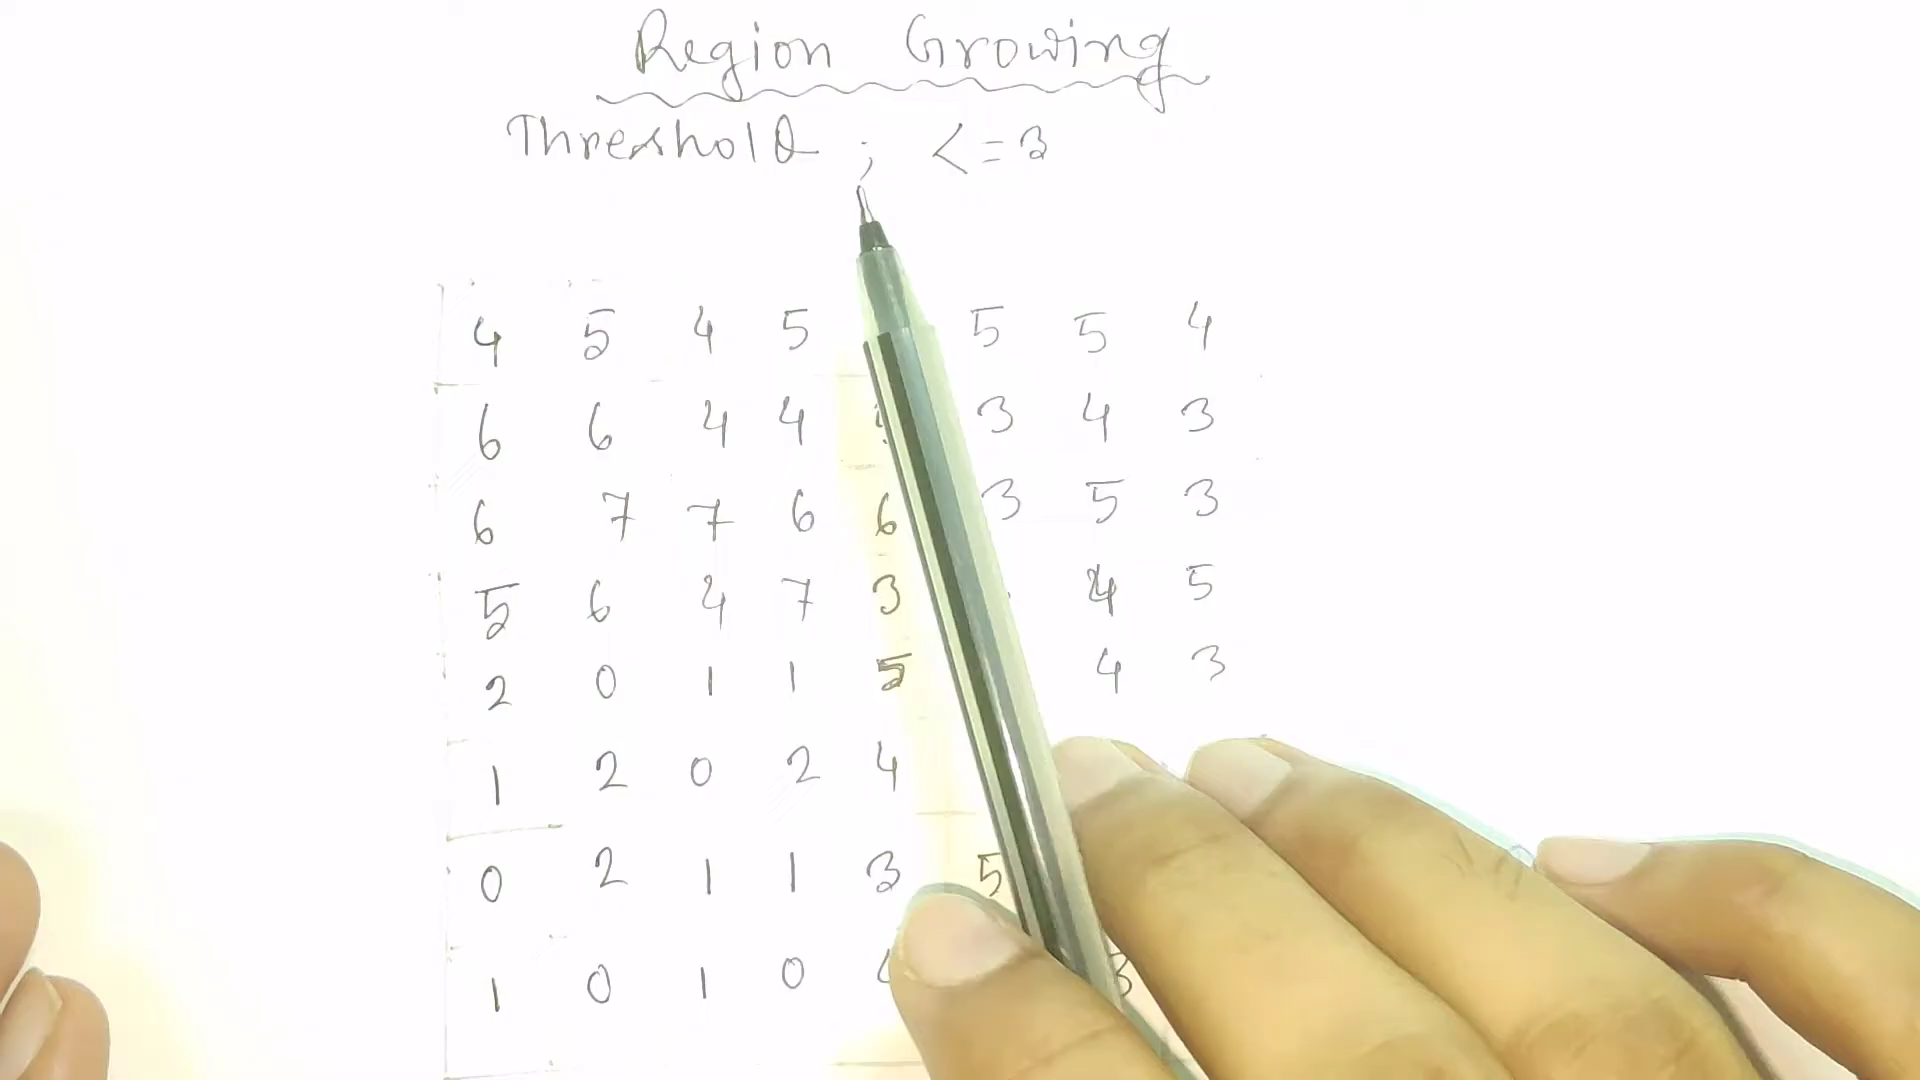 Region Growing
Threshold ; <=3
4 5 4 5 5 5 4
6 6 4 4 3 4 3
6 7 7 6 6 3 5 3
5 6 4 7 3 4 5
2 0 1 1 5 4 3
1 2 0 2 4
0 2 1 1 3 5
1 0 1 0 3